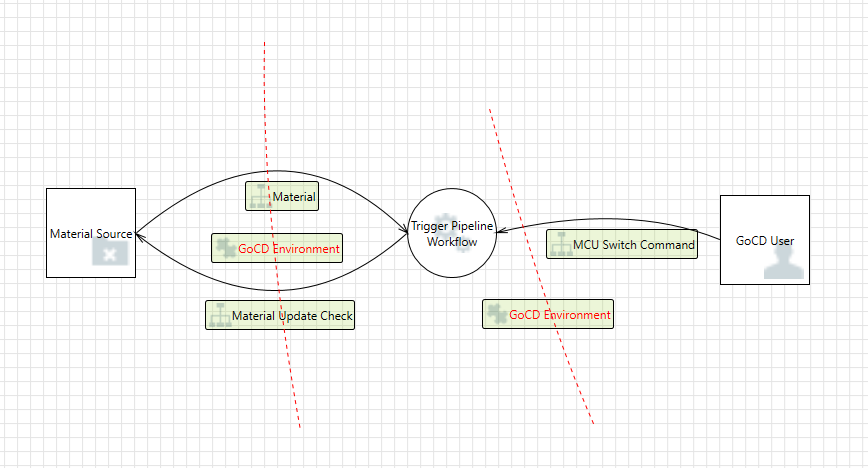 Material
Material Source
Trigger Pipeline
Workflow
GoCD User
MCU Switch Command
GoCD Environment
Material Update Check
GoCD Environment